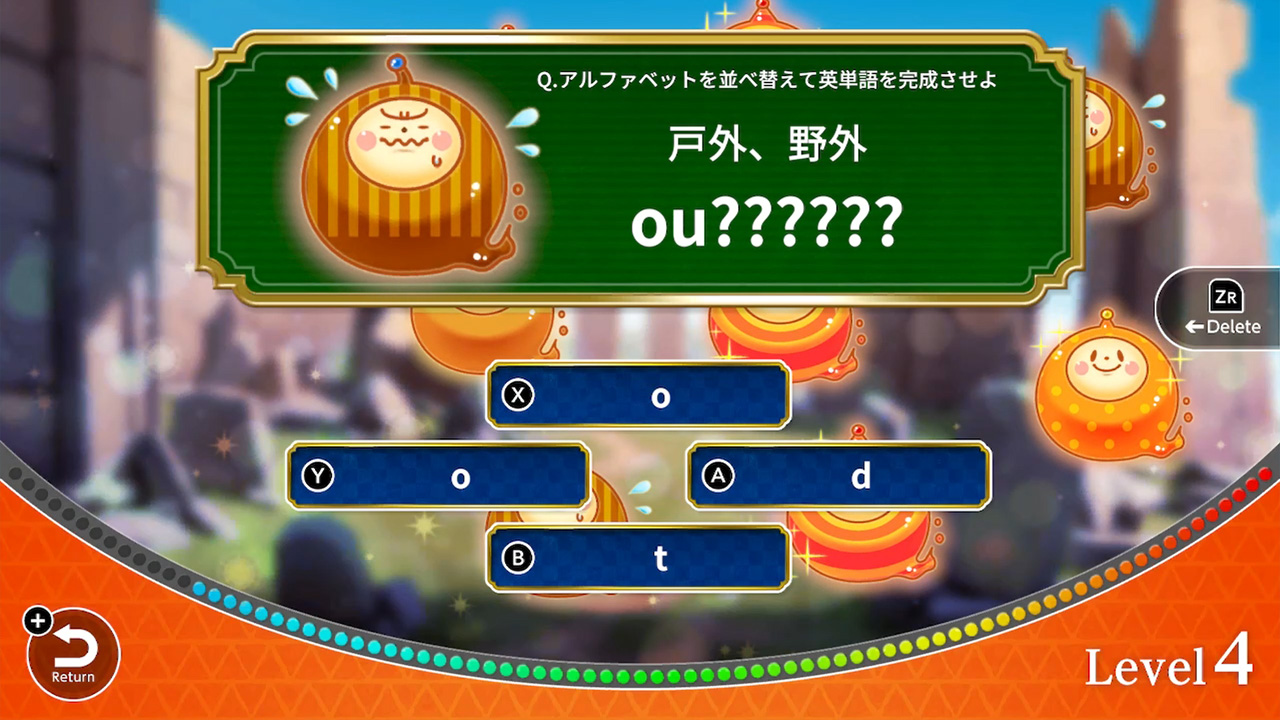 Q.アルファベットを並べ替えて英単語を完成させよ
戸外、野外
ou??????
ZR
←Delete
X o
Y o
A d
B t
+
Return
Level 4